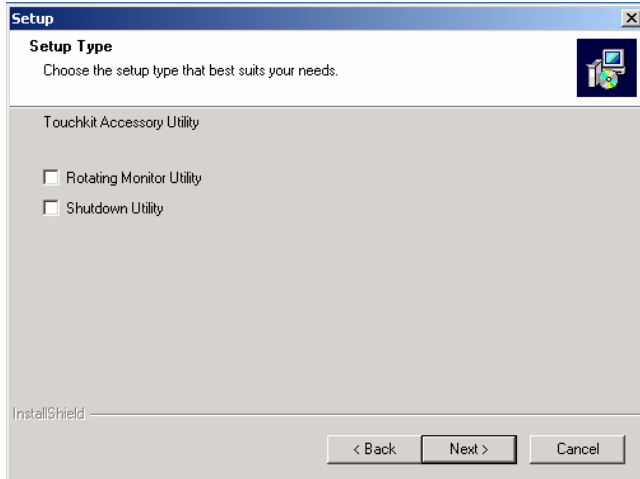 Setup
Setup Type
Choose the setup type that best suits your needs.
Touchkit Accessory Utility
Rotating Monitor Utility
Shutdown Utility
InstallShield
< Back Next > Cancel